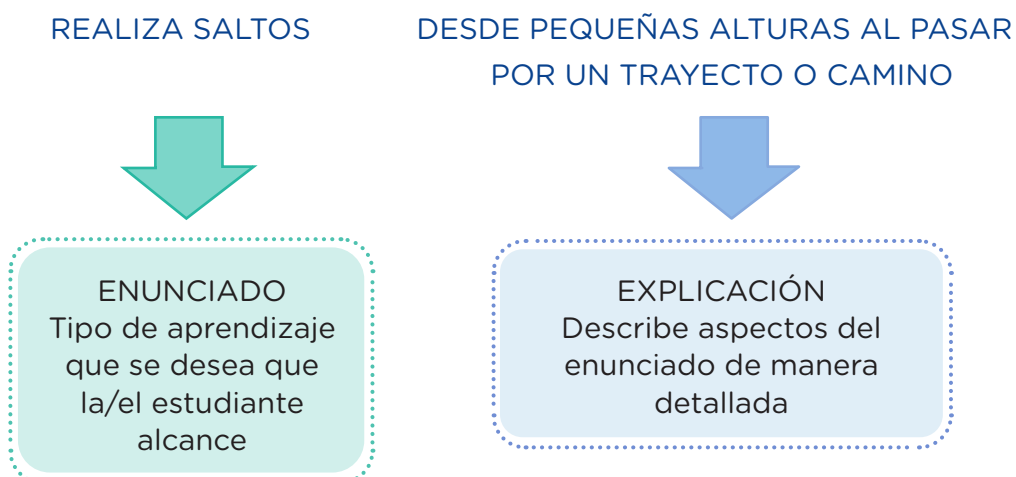 REALIZA SALTOS
DESDE PEQUEÑAS ALTURAS AL PASAR
POR UN TRAYECTO O CAMINO
ENUNCIADO
Tipo de aprendizaje
que se desea que
la/el estudiante
alcance
EXPLICACIÓN
Describe aspectos del
enunciado de manera
detallada